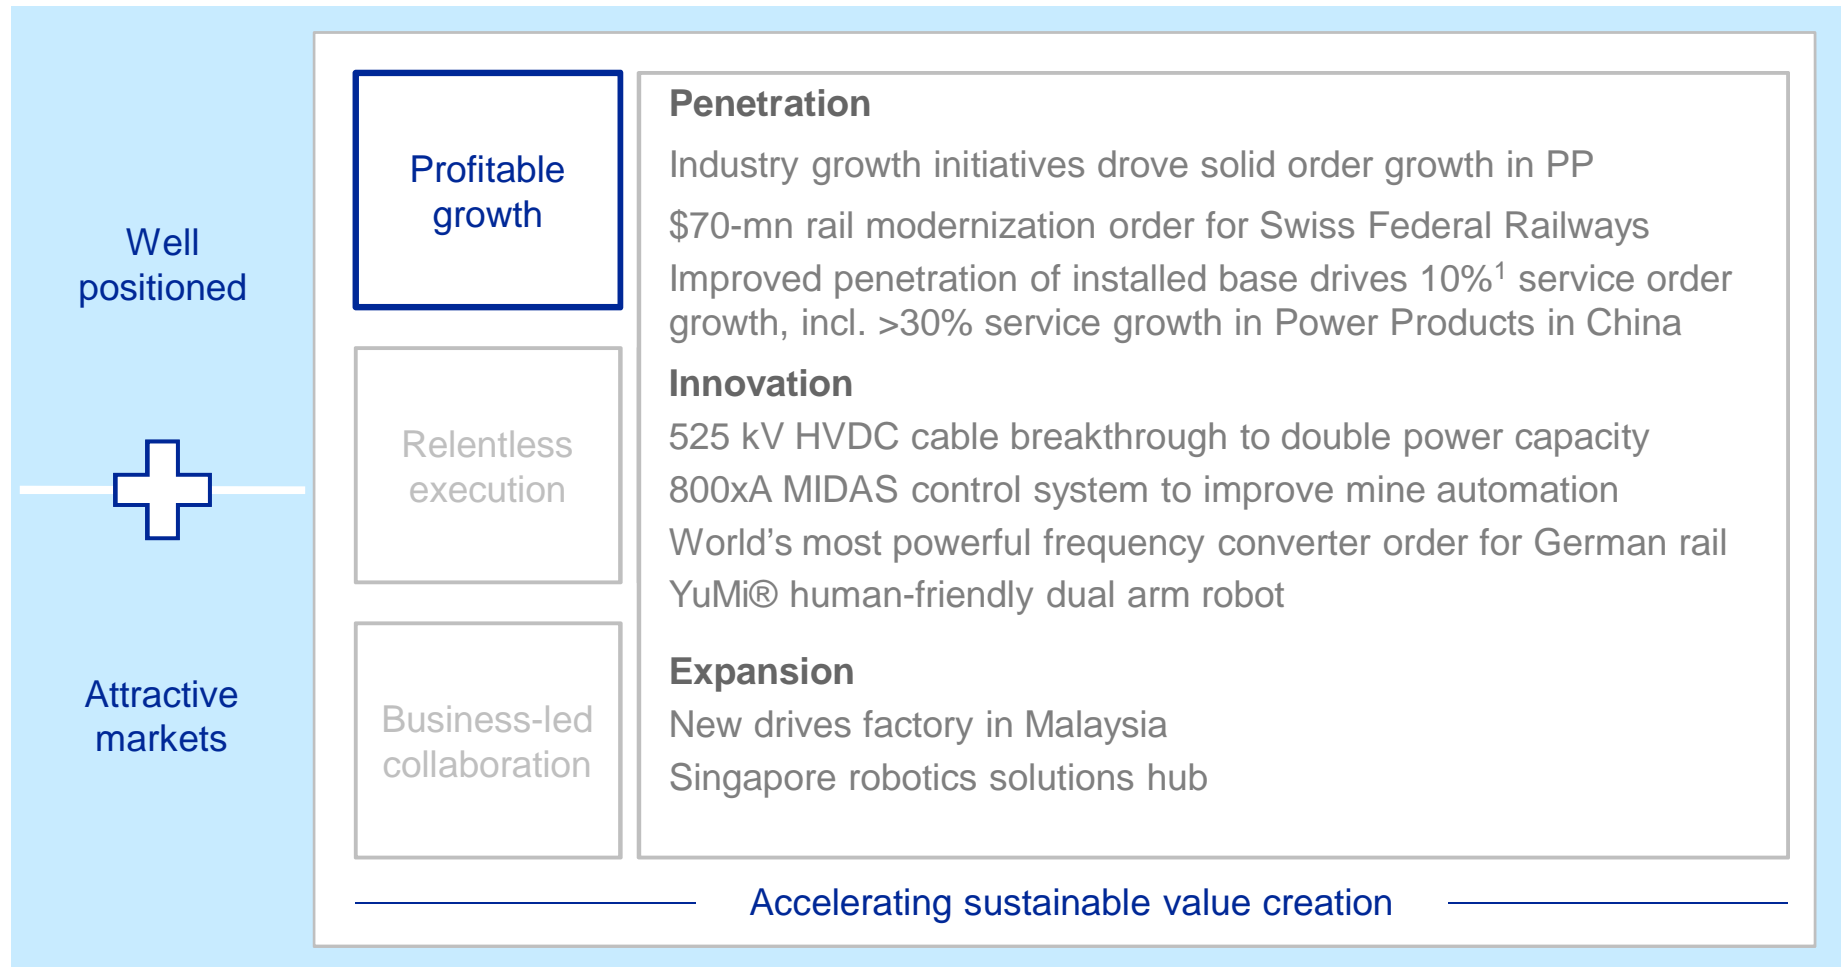 Well
positioned
Attractive
markets
Profitable
growth
Relentless
execution
Business-led
collaboration
Penetration
Industry growth initiatives drove solid order growth in PP
$70-mn rail modernization order for Swiss Federal Railways
Improved penetration of installed base drives 10%¹ service order
growth, incl. >30% service growth in Power Products in China
Innovation
525 kV HVDC cable breakthrough to double power capacity
800xA MIDAS control system to improve mine automation
World’s most powerful frequency converter order for German rail
YuMi® human-friendly dual arm robot
Expansion
New drives factory in Malaysia
Singapore robotics solutions hub
Accelerating sustainable value creation